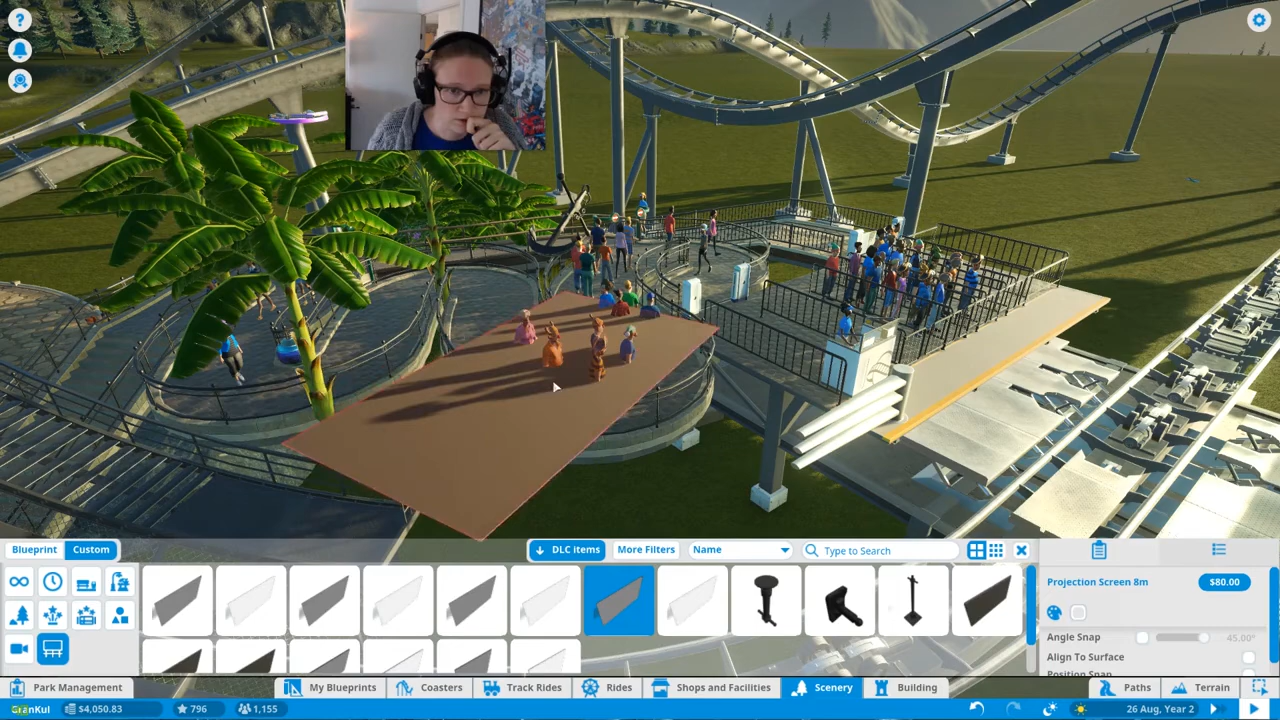 Blueprint Custom DLC items More Filters Name Type to Search
Projection Screen 8m $80.00
Angle Snap 45.00°
Align To Surface
Park Management My Blueprints Coasters Track Rides Rides Shops and Facilities Scenery Building Paths Terrain
$4,050.83 796 1,155 26 Aug, Year 2